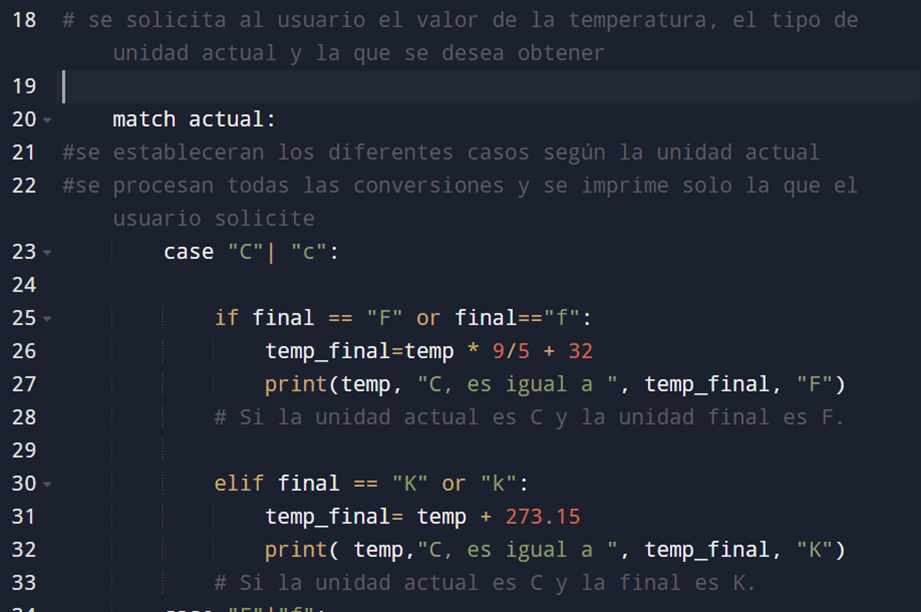 18 # se solicita al usuario el valor de la temperatura, el tipo de
unidad actual y la que se desea obtener
19
20 match actual:
21 #se estableceran los diferentes casos según la unidad actual
22 #se procesan todas las conversiones y se imprime solo la que el
usuario solicite
23 case "C"| "c":
24
25 if final == "F" or final=="f":
26 temp_final=temp * 9/5 + 32
27 print(temp, "C, es igual a ", temp_final, "F")
28 # Si la unidad actual es C y la unidad final es F.
29
30 elif final == "K" or "k":
31 temp_final= temp + 273.15
32 print( temp,"C, es igual a ", temp_final, "K")
33 # Si la unidad actual es C y la final es K.
34 case "F"|"f":